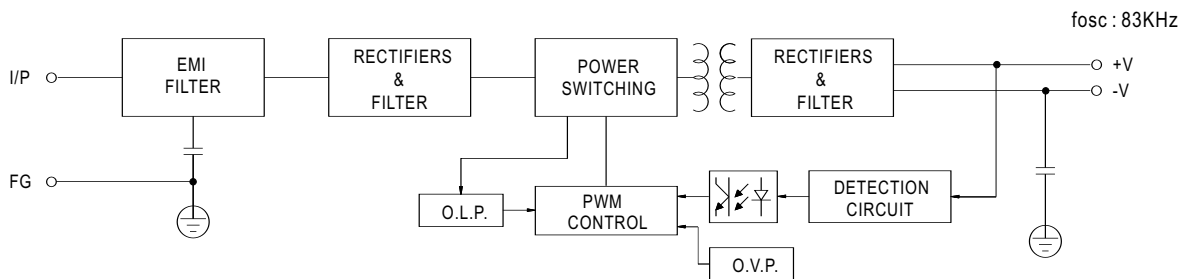 fosc : 83KHz
I/P
EMI
FILTER
RECTIFIERS
&
FILTER
POWER
SWITCHING
RECTIFIERS
&
FILTER
+V
-V
FG
O.L.P.
PWM
CONTROL
DETECTION
CIRCUIT
O.V.P.